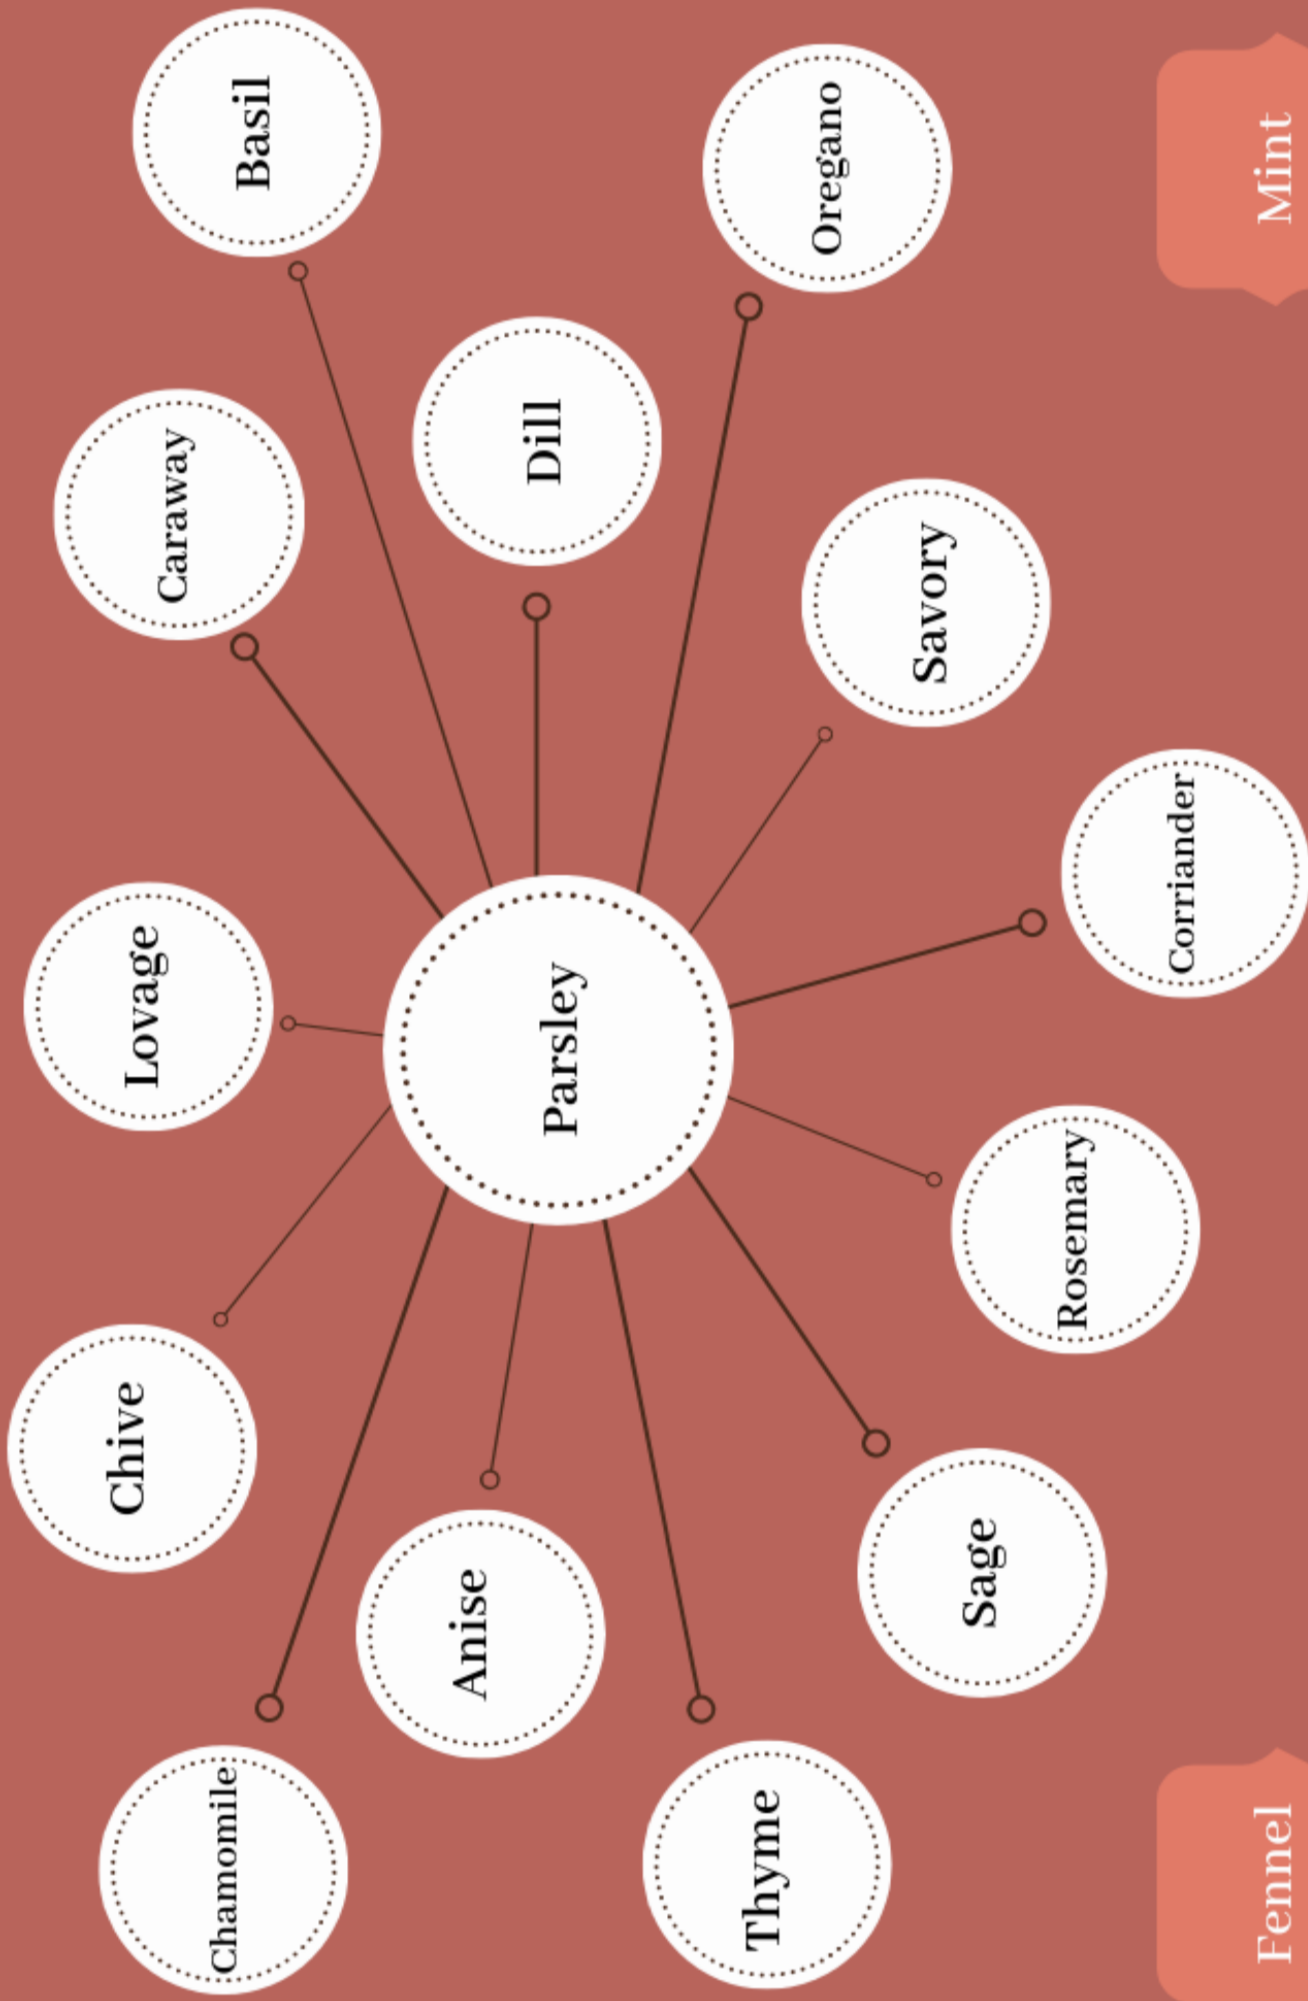 Chamomile
Chive
Lovage
Caraway
Basil
Anise
Parsley
Dill
Thyme
Sage
Rosemary
Corriander
Savory
Oregano
Fennel
Mint